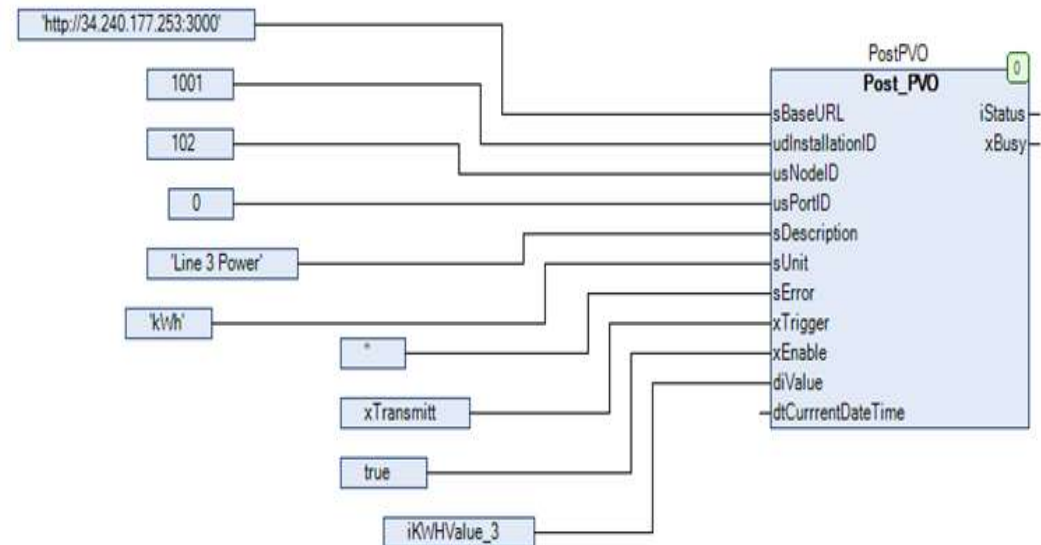 'http://34.240.177.253:3000'
1001
102
0
'Line 3 Power'
'kWh'
xTransmitt
true
iKWHValue_3
PostPVO
0
Post_PVO
sBaseURL
udInstallationID
usNodeID
usPortID
sDescription
sUnit
sError
xTrigger
xEnable
diValue
dtCurrrentDateTime
iStatus
xBusy